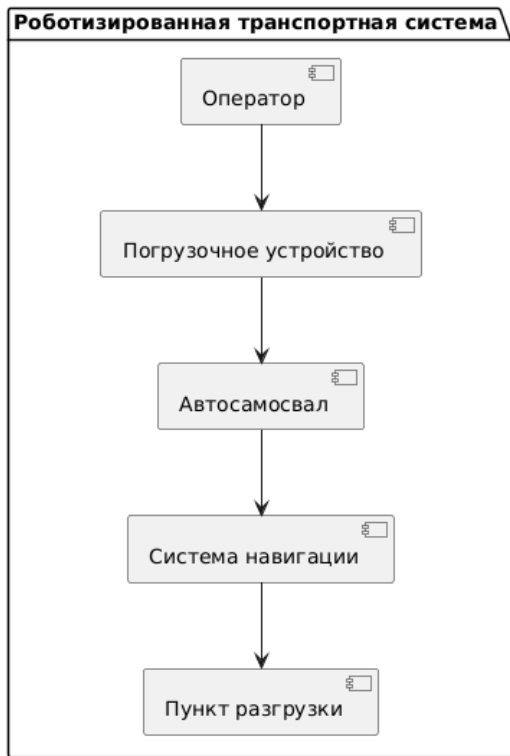 Роботизированная транспортная система
Оператор
Погрузочное устройство
Автосамосвал
Система навигации
Пункт разгрузки